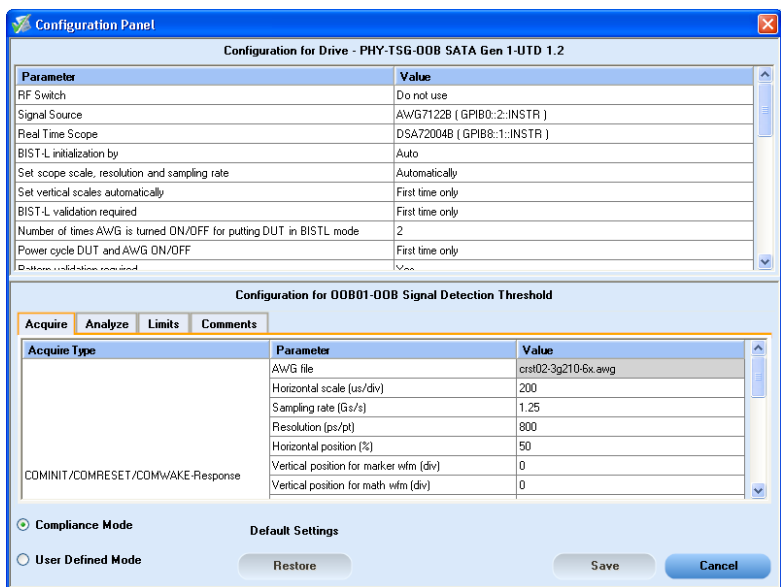 Configuration Panel
Configuration for Drive - PHY-TSG-OOB SATA Gen 1-UTD 1.2
Parameter Value
RF Switch Do not use
Signal Source AWG7122B ( GPIB0::2::INSTR )
Real Time Scope DSA72004B ( GPIB8::1::INSTR )
BIST-L initialization by Auto
Set scope scale, resolution and sampling rate Automatically
Set vertical scales automatically First time only
BIST-L validation required First time only
Number of times AWG is turned ON/OFF for putting DUT in BISTL mode 2
Power cycle DUT and AWG ON/OFF First time only
Pattern validation required Yes
Configuration for OOB01-OOB Signal Detection Threshold
Acquire Analyze Limits Comments
Acquire Type Parameter Value
AWG file crst02-3g210-6x.awg
Horizontal scale (us/div) 200
Sampling rate (Gs/s) 1.25
Resolution (ps/pt) 800
Horizontal position (%) 50
Vertical position for marker wfm (div) 0
COMINIT/COMRESET/COMWAKE-Response
Vertical position for math wfm (div) 0
Compliance Mode
Default Settings
User Defined Mode
Restore Save Cancel